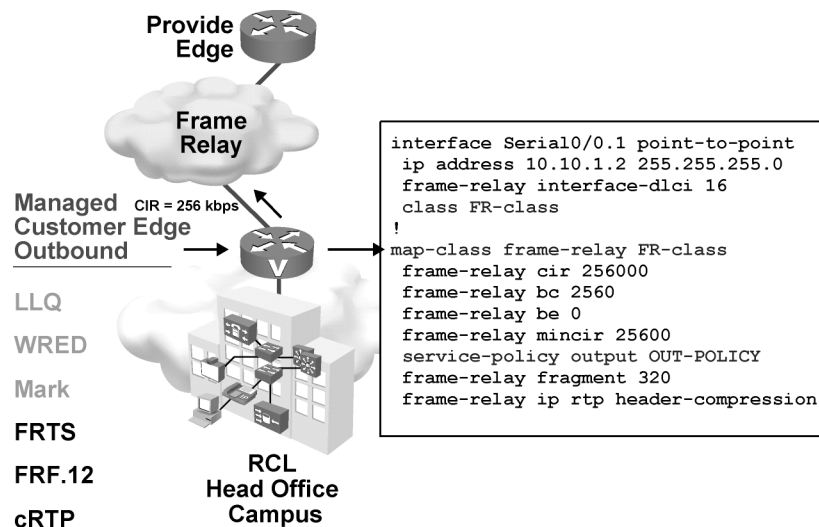 Provide
Edge
Frame
Relay
Managed
Customer Edge
Outbound
CIR = 256 kbps
LLQ
WRED
Mark
FRTS
FRF.12
cRTP
V
RCL
Head Office
Campus
interface Serial0/0.1 point-to-point
ip address 10.10.1.2 255.255.255.0
frame-relay interface-dlci 16
class FR-class
!
map-class frame-relay FR-class
frame-relay cir 256000
frame-relay bc 2560
frame-relay be 0
frame-relay mincir 25600
service-policy output OUT-POLICY
frame-relay fragment 320
frame-relay ip rtp header-compression